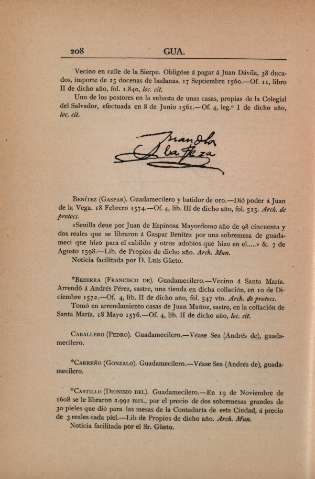 208 GUA.
Vecino en calle de la Sierpe. Obligóse á pagar á Juan Dávila, 38 duca-
dos, importe de 25 docenas de badanas. 17 Septiembre 1560.—Of. 11, libro
II de dicho año, fol. 1.840, loc. cit.
Uno de los postores en la subasta de unas casas, propias de la Colegial
del Salvador, efectuada en 8 de Junio 1561.—Of. 4, leg.º I de dicho año,
loc. cit.
BENÍTEZ (GASPAR). Guadamecilero y batidor de oro.—Dió poder á Juan
de la Vega. 18 Febrero 1574.—Of. 4, lib. III de dicho año, fol. 515. Arch. de
protocs.
«Sevilla deue por Juan de Espinosa Mayordomo año de 98 cincuenta y
dos reales que se libraron á Gaspar Benítez por una sobremesa de guada-
meci que hizo para el cabildo y otros adobios que hizo en el....» &. 7 de
Agosto 1598.—Lib. de Propios de dicho año. Arch. Mun.
Noticia facilitada por D. Luis Güeto.
*BEZERRA (FRANCISCO DE). Guadamecilero.—Vecino á Santa María.
Arrendó á Andrés Pérez, sastre, una tienda en dicha collación, en 10 de Di-
ciembre 1572.—Of. 4, lib. II de dicho año, fol. 547 vto. Arch. de protocs.
Tomó en arrendamiento casas de Juan Muñoz, sastre, en la collación de
Santa María, 18 Mayo 1576.—Of. 4, lib. II de dicho año, loc. cit.
CABALLERO (PEDRO). Guadamecilero.—Véase Sea (Andrés de), guada-
mecilero.
*CARREÑO (GONZALO). Guadamecilero.—Véase Sea (Andrés de), guada-
mecilero.
*CASTILLO (DIONISIO DEL). Guadamecilero.—En 19 de Noviembre de
1608 se le libraron 2.992 mrs., por el precio de dos sobremesas grandes de
30 pieles que dió para las mesas de la Contaduría de esta Ciudad, á precio
de 3 reales cada piel.—Lib de Propios de dicho año. Arch. Mun.
Noticia facilitada por el Sr. Güeto.